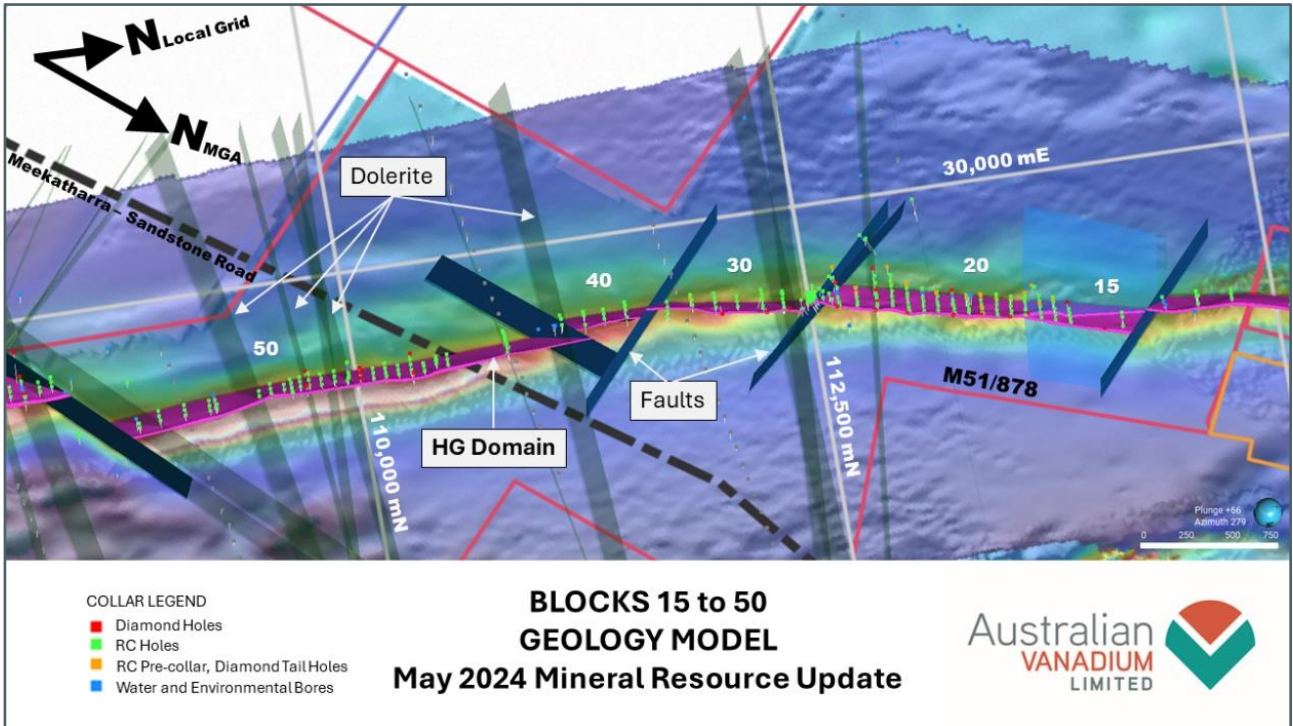 N Local Grid
N MGA
Meekatharra – Sandstone Road
Dolerite
30,000 mE
40
30
20
15
50
Faults
M51/878
HG Domain
110,000 mN
112,500 mN
Plunge +66
Azimuth 279
0 250 500 750
COLLAR LEGEND
Diamond Holes
RC Holes
RC Pre-collar, Diamond Tail Holes
Water and Environmental Bores
BLOCKS 15 to 50
GEOLOGY MODEL
May 2024 Mineral Resource Update
Australian
VANADIUM
LIMITED